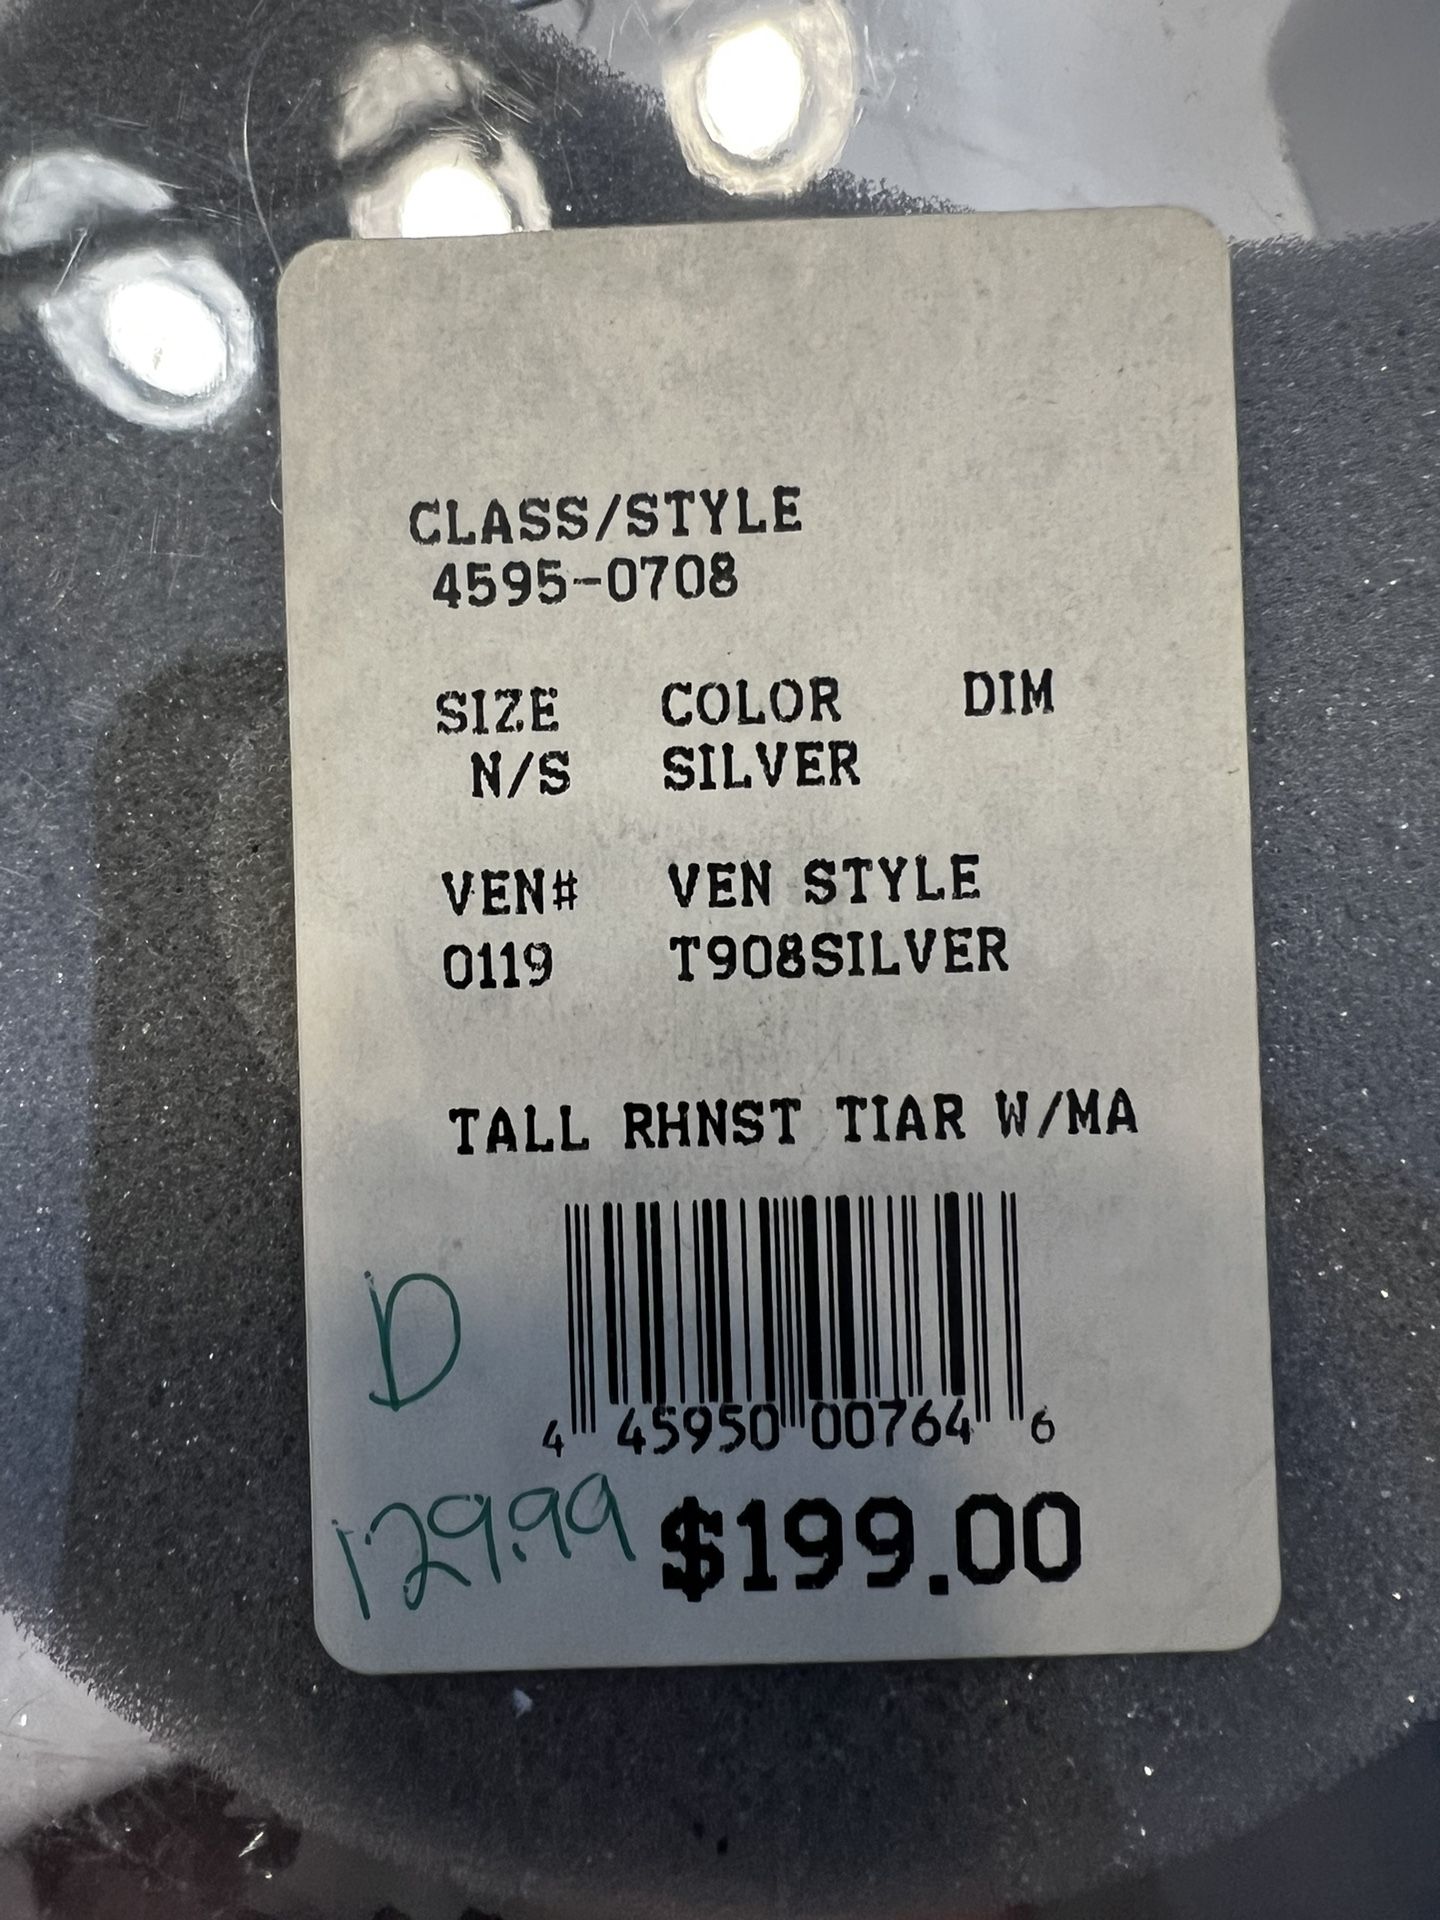 CLASS/STYLE
4595-0708
SIZE COLOR DIM
N/S SILVER
VEN# VEN STYLE
0119 T908SILVER
TALL RHNST TIAR W/MA
D
4 45950 00764 6
129.99 $199.00